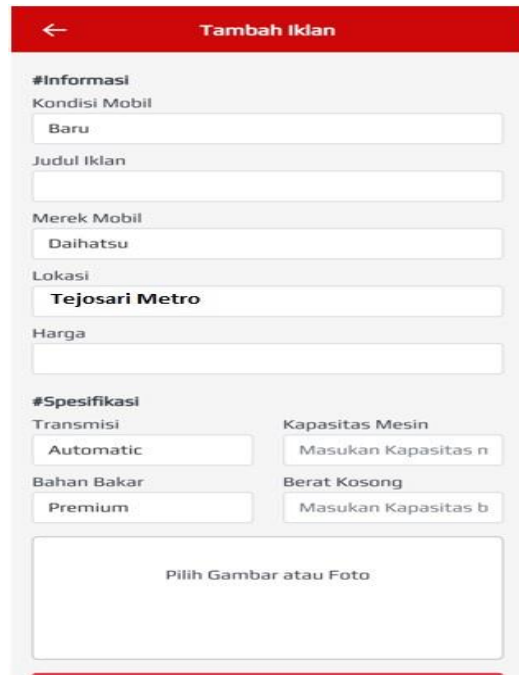 Tambah Iklan
#Informasi
Kondisi Mobil
Baru
Judul Iklan
Merek Mobil
Daihatsu
Lokasi
Tejosari Metro
Harga
#Spesifikasi
Transmisi Kapasitas Mesin
Automatic Masukan Kapasitas n
Bahan Bakar Berat Kosong
Premium Masukan Kapasitas b
Pilih Gambar atau Foto